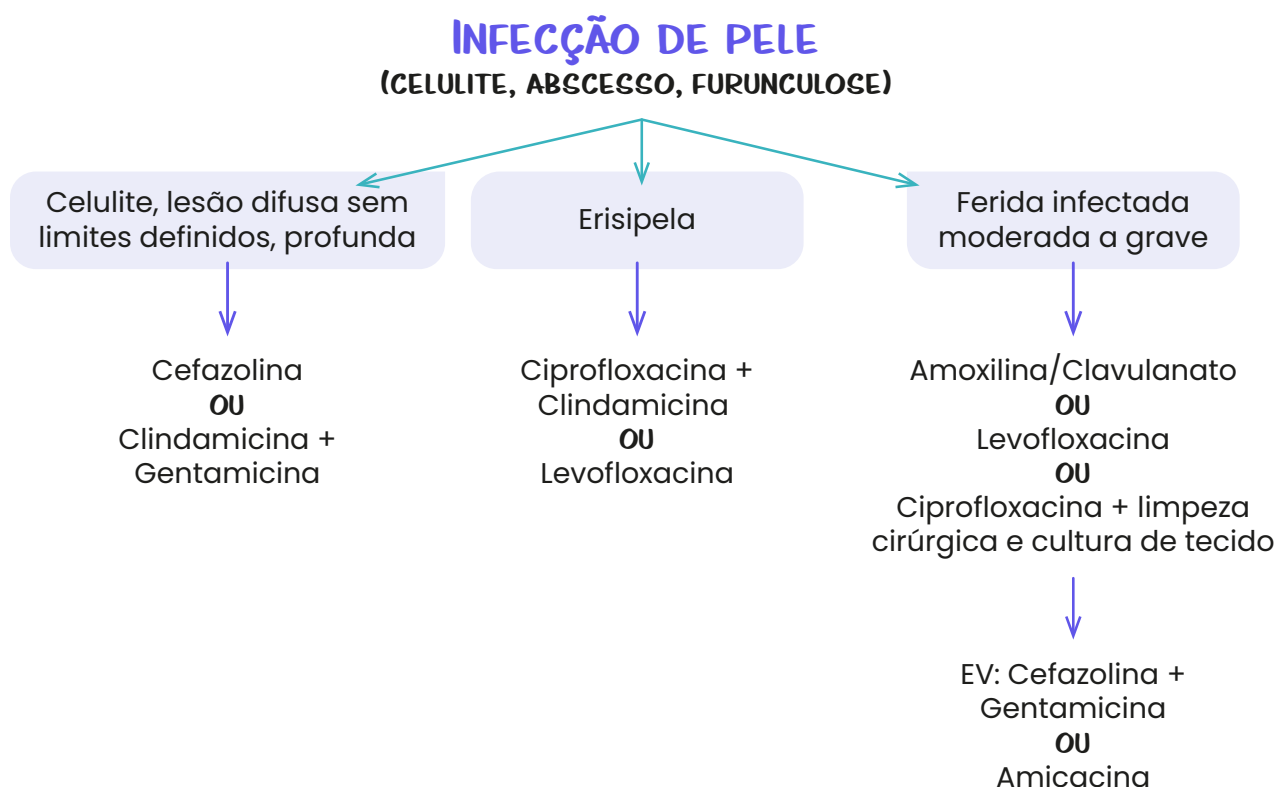 INFECÇÃO DE PELE
(CELULITE, ABSCESSO, FURUNCULOSE)
Celulite, lesão difusa sem
limites definidos, profunda
Cefazolina
OU
Clindamicina +
Gentamicina
Erisipela
Ciprofloxacina +
Clindamicina
OU
Levofloxacina
Ferida infectada
moderada a grave
Amoxilina/Clavulanato
OU
Levofloxacina
OU
Ciprofloxacina + limpeza
cirúrgica e cultura de tecido
EV: Cefazolina +
Gentamicina
OU
Amicacina